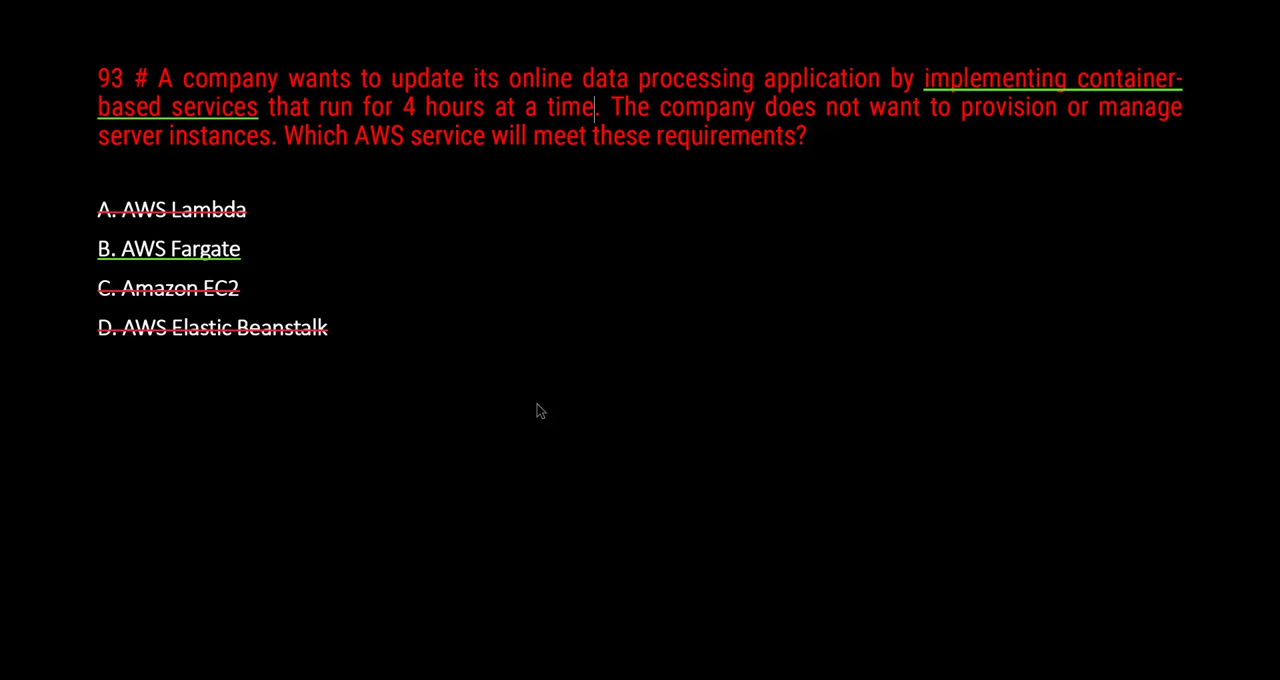 93 # A company wants to update its online data processing application by implementing container-
based services that run for 4 hours at a time. The company does not want to provision or manage
server instances. Which AWS service will meet these requirements?
A. AWS Lambda
B. AWS Fargate
C. Amazon EC2
D. AWS Elastic Beanstalk